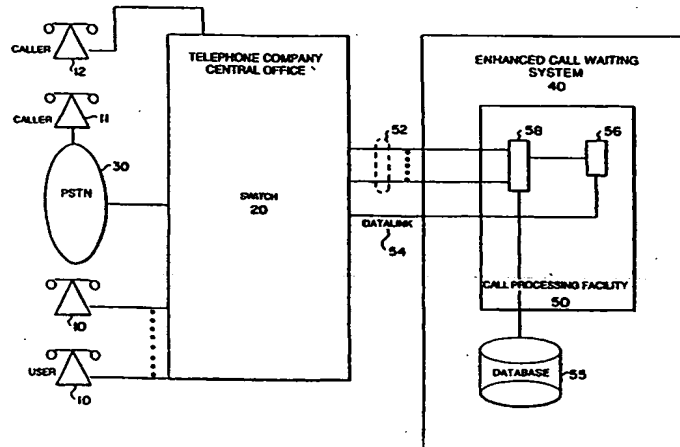 CALLER
12
CALLER
11
30
PSTN
10
USER
10
TELEPHONE COMPANY
CENTRAL OFFICE
SWITCH
20
52
DATALINK
54
ENHANCED CALL WAITING
SYSTEM
40
58
56
CALL PROCESSING FACILITY
50
DATABASE
55